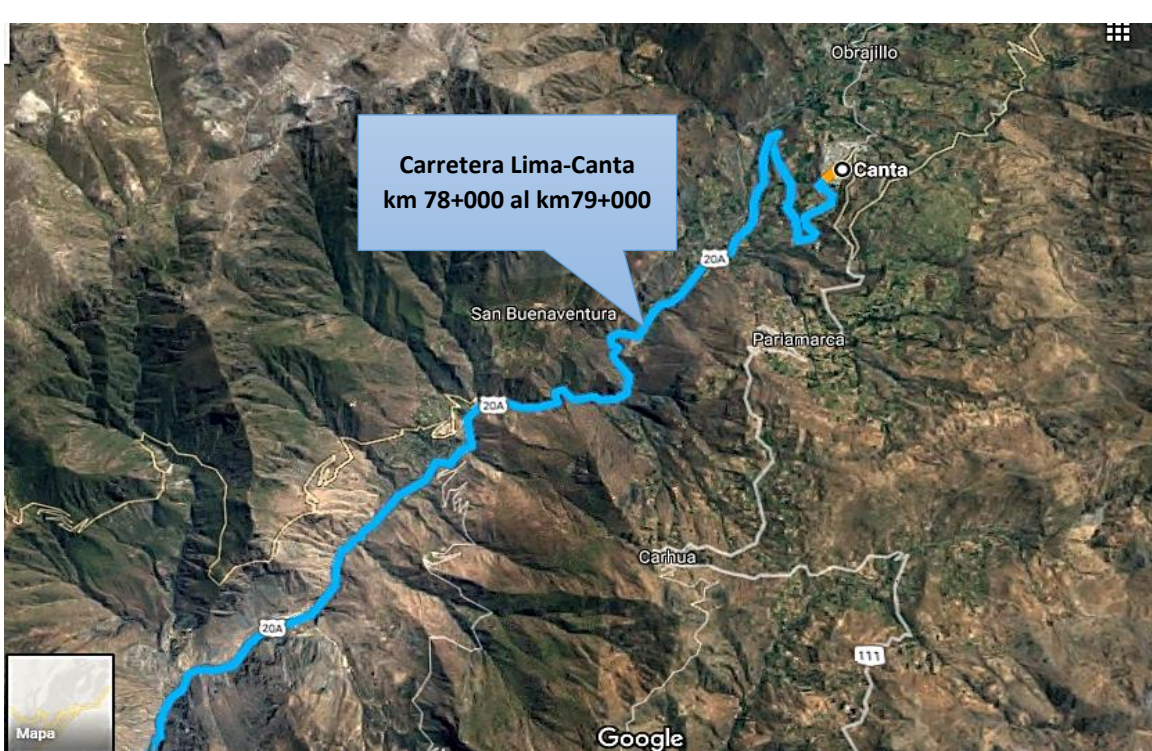 Obrajillo
Carretera Lima-Canta
km 78+000 al km79+000
Canta
20A
San Buenaventura
Pariamarca
20A
Carhua
20A
111
Mapa
Google